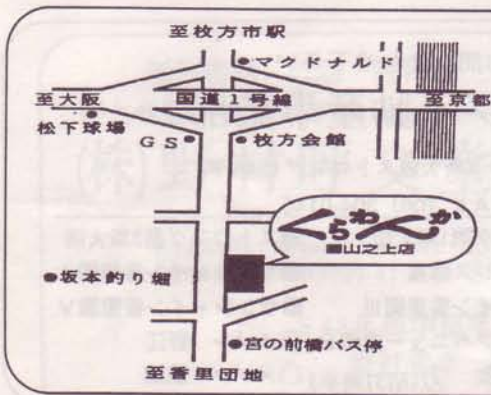 至枚方市駅
●マクドナルド
至大阪
国道1号線
至京都
松下球場
GS●
●枚方会館
くらわんか
山之上店
●坂本釣り堀
●宮の前橋バス停
至香里団地